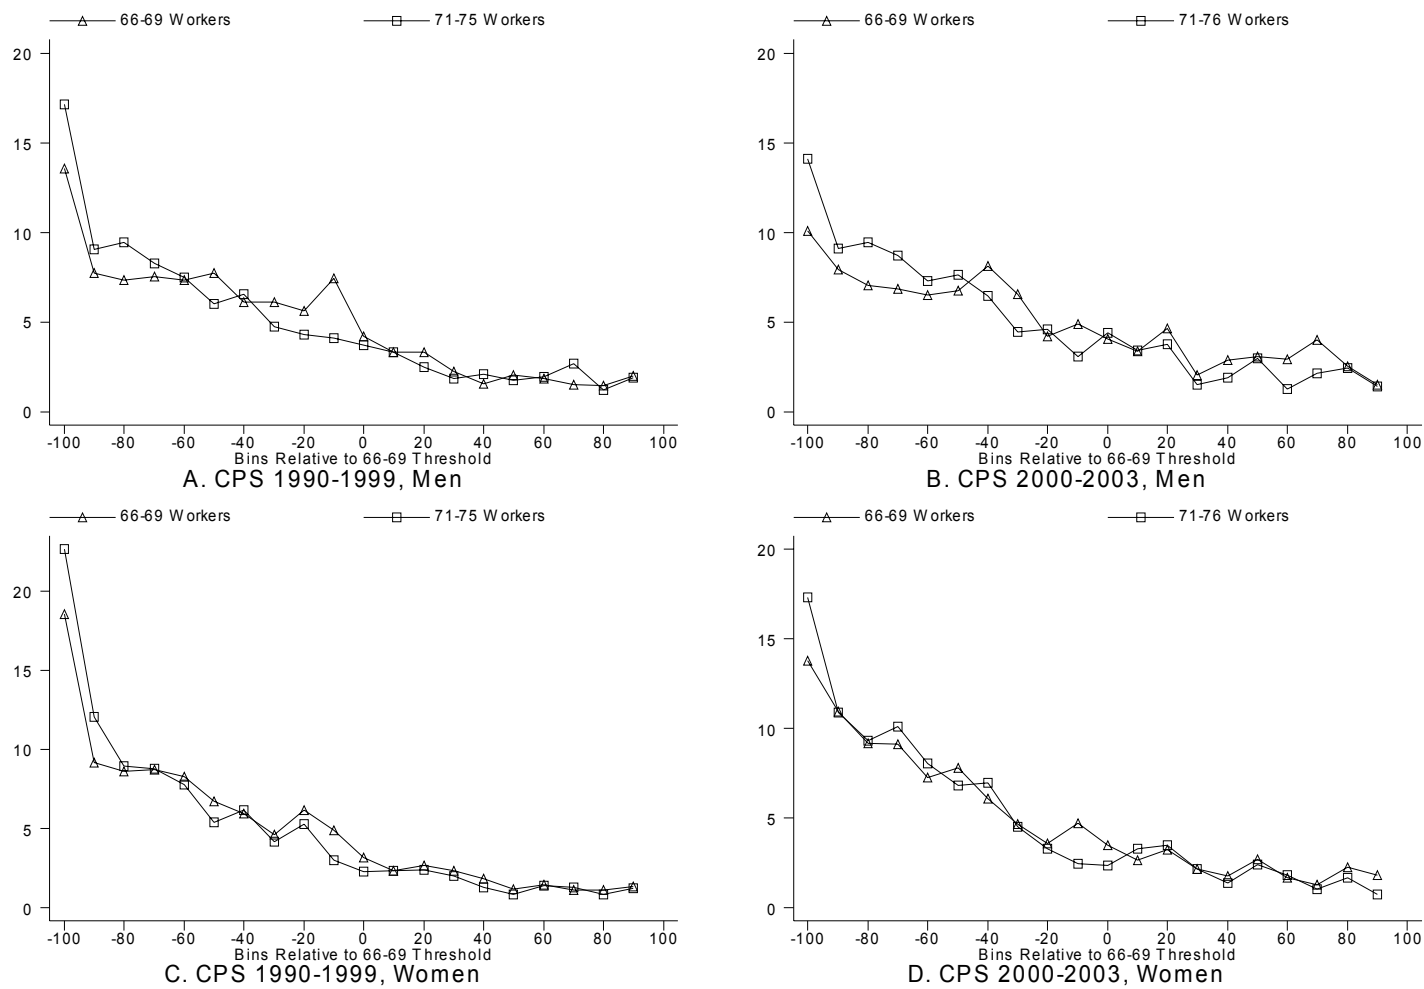 66-69 Workers 71-75 Workers
20
15
10
5
0
-100 -80 -60 -40 -20 0 20 40 60 80 100
Bins Relative to 66-69 Threshold
A. CPS 1990-1999, Men
66-69 Workers 71-76 Workers
20
15
10
5
0
-100 -80 -60 -40 -20 0 20 40 60 80 100
Bins Relative to 66-69 Threshold
B. CPS 2000-2003, Men
66-69 Workers 71-75 Workers
20
15
10
5
0
-100 -80 -60 -40 -20 0 20 40 60 80 100
Bins Relative to 66-69 Threshold
C. CPS 1990-1999, Women
66-69 Workers 71-76 Workers
20
15
10
5
0
-100 -80 -60 -40 -20 0 20 40 60 80 100
Bins Relative to 66-69 Threshold
D. CPS 2000-2003, Women